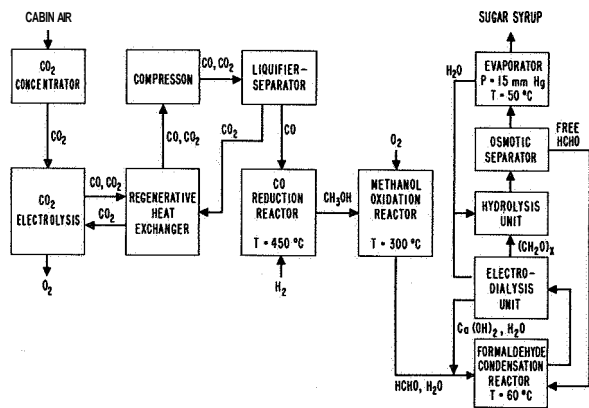 CABIN AIR
CO2
CONCENTRATOR
CO2
CO2
ELECTROLYSIS
O2
CO, CO2
CO2
REGENERATIVE
HEAT
EXCHANGER
CO, CO2
COMPRESSON
CO, CO2
LIQUIFIER-
SEPARATOR
CO2
CO
CO
REDUCTION
REACTOR
T = 450 °C
H2
CH3OH
O2
METHANOL
OXIDATION
REACTOR
T = 300 °C
HCHO, H2O
SUGAR SYRUP
EVAPORATOR
P = 15 mm Hg
T = 50 °C
H2O
FREE
HCHO
OSMOTIC
SEPARATOR
HYDROLYSIS
UNIT
(CH2O)x
ELECTRO-
DIALYSIS
UNIT
Ca (OH)2, H2O
FORMALDEHYDE
CONDENSATION
REACTOR
T = 60 °C